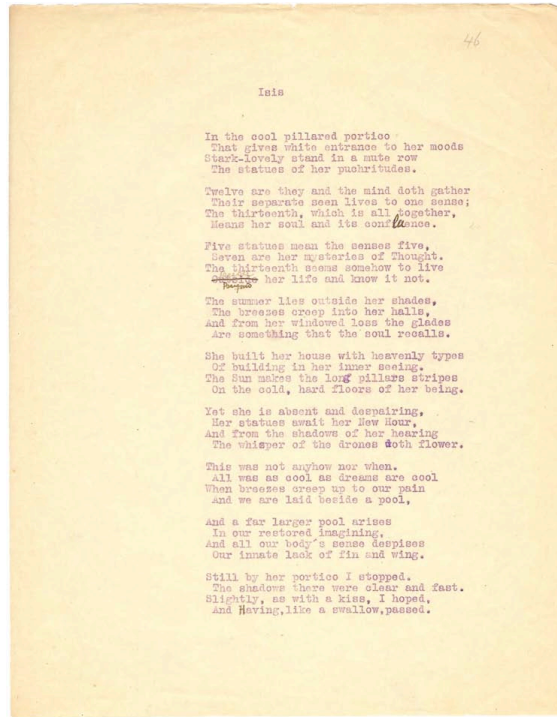 46
Isis
In the cool pillared portico
That gives white entrance to her moods
Stark-lovely stand in a mute row
The statues of her puchritudes.
Twelve are they and the mind doth gather
Their separate seen lives to one sense;
The thirteenth, which is all together,
Means her soul and its confluence.
Five statues mean the senses five,
Seven are her mysteries of Thought.
The thirteenth seems somehow to live
her life and know it not.
The summer lies outside her shades,
The breezes creep into her halls,
And from her windowed loss the glades
Are something that the soul recalls.
She built her house with heavenly types
Of building in her inner seeing.
The Sun makes the long pillars stripes
On the cold, hard floors of her being.
Yet she is absent and despairing,
Her statues await her New Hour,
And from the shadows of her hearing
The whisper of the drones doth flower.
This was not anyhow nor when.
All was as cool as dreams are cool
When breezes creep up to our pain
And we are laid beside a pool,
And a far larger pool arises
In our restored imagining,
And all our body's sense despises
Our innate lack of fin and wing.
Still by her portico I stopped.
The shadows there were clear and fast.
Slightly, as with a kiss, I hoped,
And Having,like a swallow,passed.